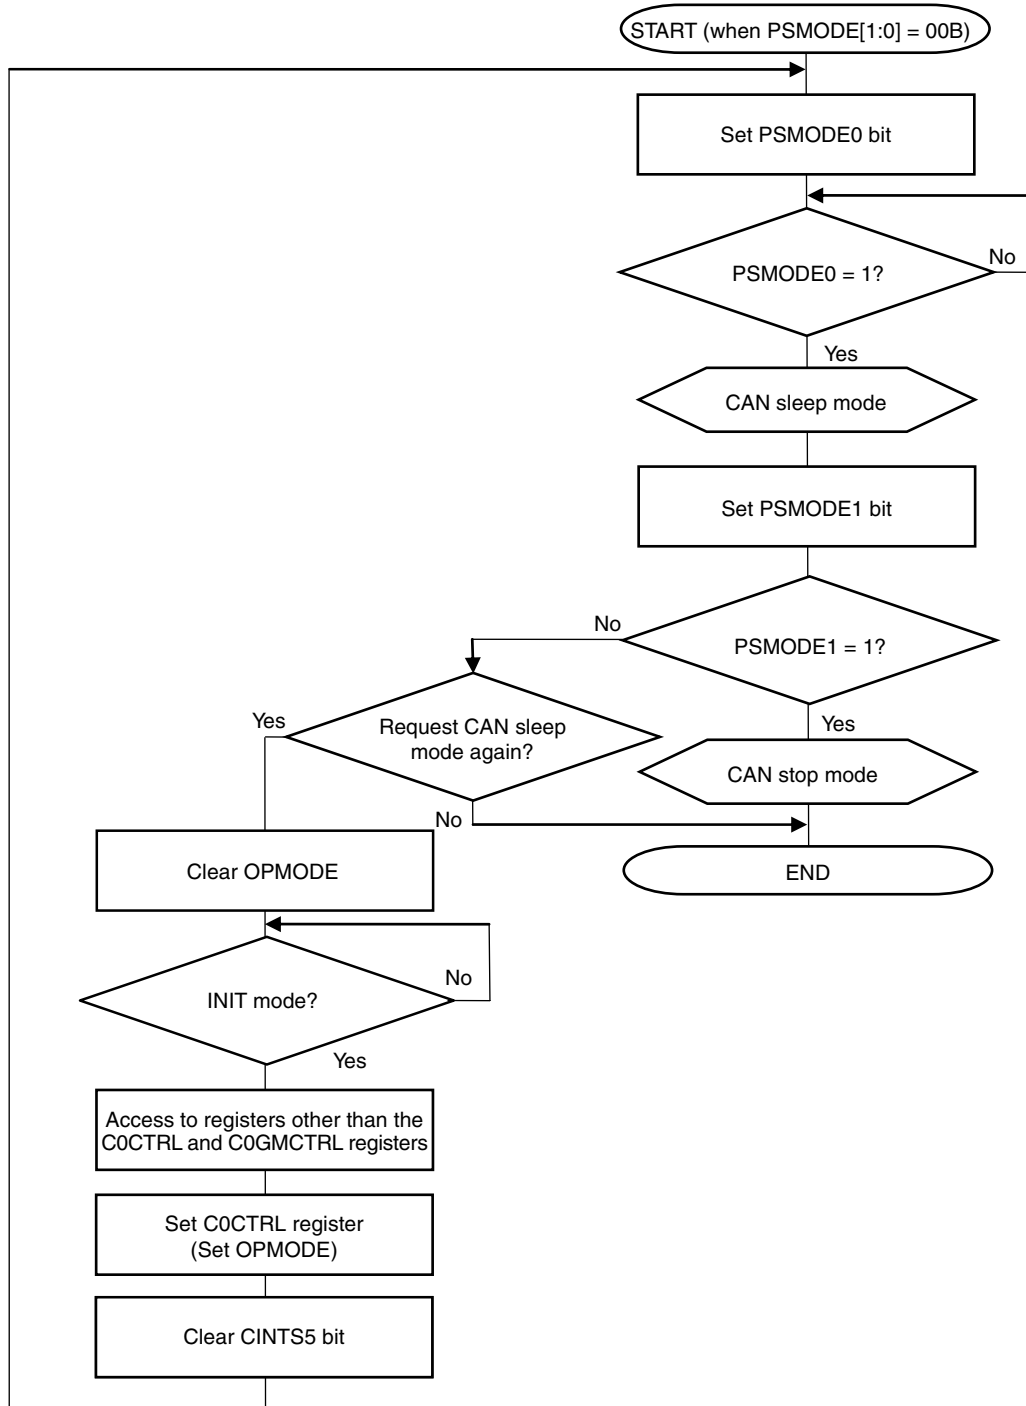 START (when PSMODE[1:0] = 00B)
Set PSMODE0 bit
PSMODE0 = 1?
No
Yes
CAN sleep mode
Set PSMODE1 bit
PSMODE1 = 1?
No
Yes
Request CAN sleep
mode again?
Yes
No
CAN stop mode
END
Clear OPMODE
INIT mode?
No
Yes
Access to registers other than the
C0CTRL and C0GMCTRL registers
Set C0CTRL register
(Set OPMODE)
Clear CINTS5 bit